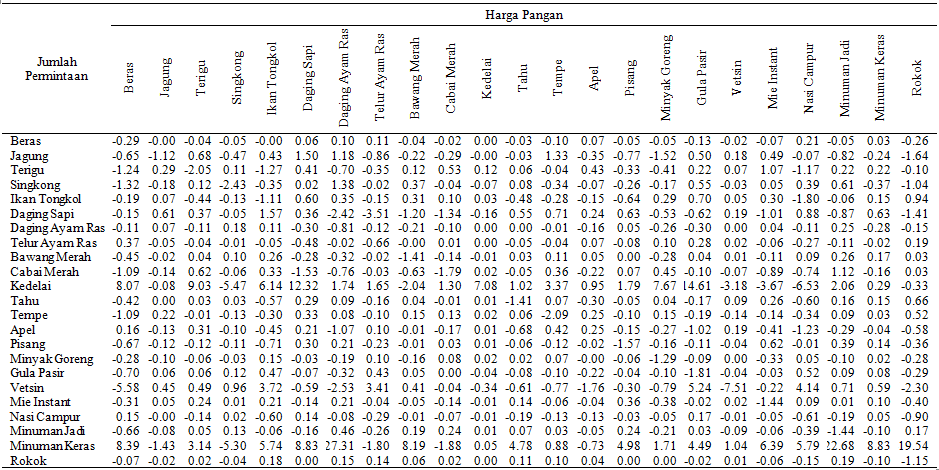 Harga Pangan
Jumlah Permintaan
Beras Jagung Terigu Singkong Ikan Tongkol Daging Sapi Daging Ayam Ras Telur Ayam Ras Bawang Merah Cabai Merah Kedelai Tahu Tempe Apel Pisang Minyak Goreng Gula Pasir Vetsin Mie Instant Nasi Campur Minuman Jadi Minuman Keras Rokok
Beras -0.29 -0.00 -0.04 -0.05 -0.00 0.06 0.10 0.11 -0.04 -0.02 0.00 -0.03 -0.10 0.07 -0.05 -0.05 -0.13 -0.02 -0.07 0.21 -0.05 0.03 -0.26
Jagung -0.65 -1.12 0.68 -0.47 0.43 1.50 1.18 -0.86 -0.22 -0.29 -0.00 -0.03 1.33 -0.35 -0.77 -1.52 0.50 0.18 0.49 -0.07 -0.82 -0.24 -1.64
Terigu -1.24 0.29 -2.05 0.11 -1.27 0.41 -0.70 -0.35 0.12 0.53 0.12 0.06 -0.04 0.43 -0.33 -0.41 0.22 0.07 1.07 -1.17 0.22 0.22 -0.10
Singkong -1.32 -0.18 0.12 -2.43 -0.35 0.02 1.38 -0.02 0.37 -0.04 -0.07 0.08 -0.34 -0.07 -0.26 -0.17 0.55 -0.03 0.05 0.39 0.61 -0.37 -1.04
Ikan Tongkol -0.19 0.07 -0.44 -0.13 -1.11 0.60 0.35 -0.15 0.31 0.10 0.03 -0.48 -0.28 -0.15 -0.64 0.29 0.70 0.05 0.30 -1.80 -0.06 0.15 0.94
Daging Sapi -0.15 0.61 0.37 -0.05 1.57 0.36 -2.42 -3.51 -1.20 -1.34 -0.16 0.55 0.71 0.24 0.63 -0.53 -0.62 0.19 -1.01 0.88 -0.87 0.63 -1.41
Daging Ayam Ras -0.11 0.07 -0.11 0.18 0.11 -0.30 -0.81 -0.12 -0.21 -0.10 0.00 0.00 -0.01 -0.16 0.05 -0.26 -0.30 0.00 -0.04 -0.11 0.25 -0.28 -0.15
Telur Ayam Ras 0.37 -0.05 -0.04 -0.01 -0.05 -0.48 -0.02 -0.66 -0.00 0.01 0.00 -0.05 -0.04 0.07 -0.08 0.10 0.28 0.02 -0.06 -0.27 -0.11 -0.02 0.19
Bawang Merah -0.45 -0.02 0.04 0.10 0.26 -0.28 -0.32 -0.02 -1.41 -0.14 -0.01 0.03 0.11 0.05 0.00 -0.28 0.04 0.01 -0.11 0.09 0.26 0.17 0.03
Cabai Merah -1.09 -0.14 0.62 -0.06 0.33 -1.53 -0.76 -0.03 -0.63 -1.79 0.02 -0.05 0.36 -0.22 0.07 0.45 -0.10 -0.07 -0.89 -0.74 1.12 -0.16 0.03
Kedelai 8.07 -0.08 9.03 -5.47 6.14 12.32 1.74 1.65 -2.04 1.30 7.08 1.02 3.37 0.95 1.79 7.67 14.61 -3.18 -3.67 -6.53 2.06 0.29 -0.33
Tahu -0.42 0.00 0.03 0.03 -0.57 0.29 0.09 -0.16 0.04 -0.01 0.01 -1.41 0.07 -0.30 -0.05 0.04 -0.17 0.09 0.26 -0.60 0.16 0.15 0.66
Tempe -1.09 0.22 -0.01 -0.13 -0.30 0.33 0.08 -0.10 0.15 0.13 0.02 0.06 -2.09 0.25 -0.10 0.15 -0.19 -0.14 -0.14 -0.34 0.09 0.03 0.52
Apel 0.16 -0.13 0.31 -0.10 -0.45 0.21 -1.07 0.10 -0.01 -0.17 0.01 -0.68 0.42 0.25 -0.15 -0.27 -1.02 0.19 -0.41 -1.23 -0.29 -0.04 -0.58
Pisang -0.67 -0.12 -0.12 -0.11 -0.71 0.30 0.21 -0.23 -0.01 0.03 0.01 -0.06 -0.12 -0.02 -1.57 -0.16 -0.11 -0.04 0.62 -0.01 0.39 0.14 -0.36
Minyak Goreng -0.28 -0.10 -0.06 -0.03 0.15 -0.03 -0.19 0.10 -0.16 0.08 0.02 0.02 0.07 -0.00 -0.06 -1.29 -0.09 0.00 -0.33 0.05 -0.10 0.02 -0.28
Gula Pasir -0.70 0.06 0.06 0.12 0.47 -0.07 -0.32 0.43 0.05 0.00 -0.04 -0.08 -0.10 -0.22 -0.04 -0.10 -1.81 -0.04 -0.03 0.52 0.09 0.08 -0.29
Vetsin -5.58 0.45 0.49 0.96 3.72 -0.59 -2.53 3.41 0.41 -0.04 -0.34 -0.61 -0.77 -1.76 -0.30 -0.79 5.24 -7.51 -0.22 4.14 0.71 0.59 -2.30
Mie Instant -0.31 0.05 0.24 0.01 0.21 -0.14 0.21 -0.04 -0.05 -0.14 -0.01 0.14 -0.06 -0.04 0.36 -0.38 -0.02 -0.02 -1.44 0.09 0.01 0.10 -0.40
Nasi Campur 0.15 -0.00 -0.14 0.02 -0.60 0.14 -0.08 -0.29 -0.01 -0.07 -0.01 -0.19 -0.13 -0.13 -0.03 -0.05 0.17 -0.01 -0.05 -0.61 -0.19 0.05 -0.90
Minuman Jadi -0.66 -0.08 0.05 0.13 -0.06 -0.16 0.46 -0.26 0.19 0.24 0.01 0.07 0.03 -0.05 0.24 -0.21 0.03 -0.09 -0.06 -0.39 -1.44 -0.10 0.17
Minuman Keras 8.39 -1.43 3.14 -5.30 5.74 8.83 27.31 -1.80 8.19 -1.88 0.05 4.78 0.88 -0.73 4.98 1.71 4.49 1.04 6.39 5.79 22.68 8.83 19.54
Rokok -0.07 -0.02 0.02 -0.04 0.18 0.00 0.15 0.14 0.06 0.02 0.00 0.11 0.10 0.04 0.00 0.00 -0.02 0.01 -0.06 -0.15 0.19 -0.10 -1.15